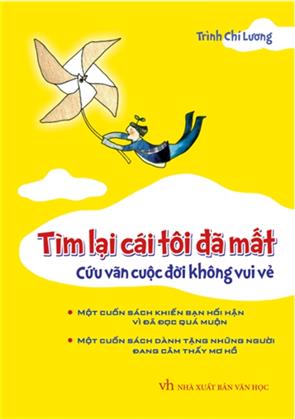 Trình Chí Lương
Tìm lại cái tôi đã mất
Cứu vãn cuộc đời không vui vẻ
• MỘT CUỐN SÁCH KHIẾN BẠN HỐI HẬN
VÌ ĐÃ ĐỌC QUÁ MUỘN
• MỘT CUỐN SÁCH DÀNH TẶNG NHỮNG NGƯỜI
ĐANG CẢM THẤY MƠ HỒ
vh NHÀ XUẤT BẢN VĂN HỌC